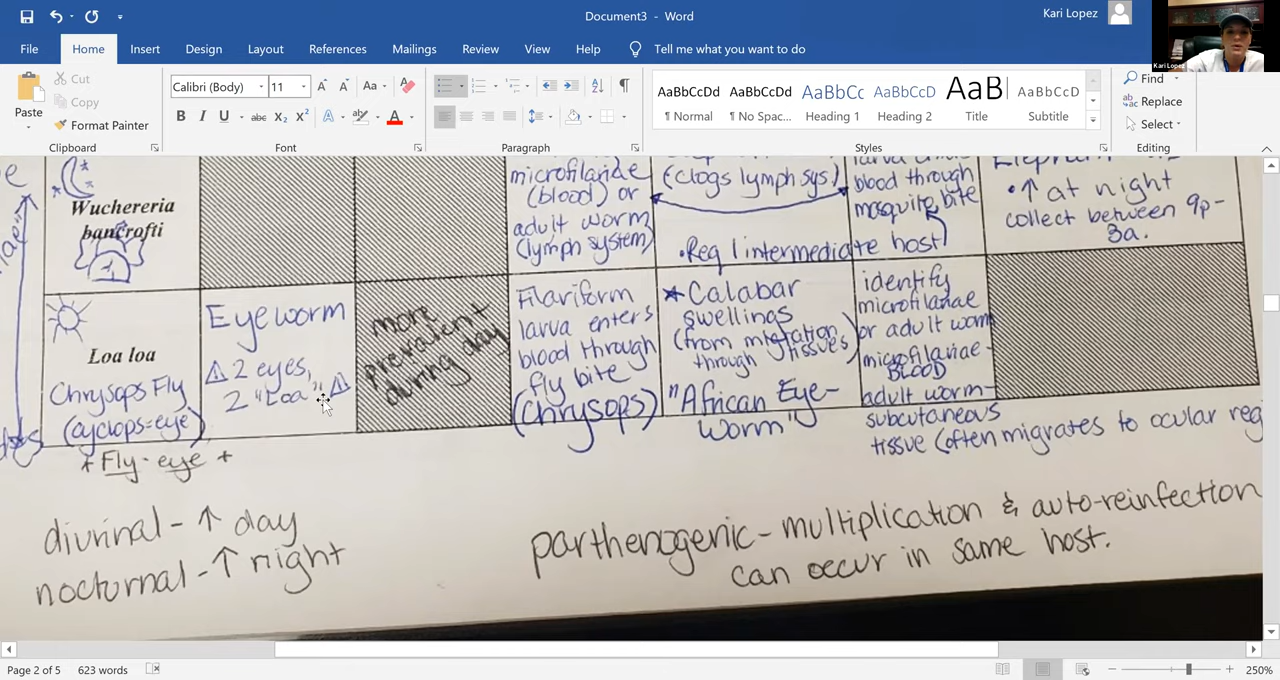 Document3 - Word
Kari Lopez
File Home Insert Design Layout References Mailings Review View Help Tell me what you want to do
Paste
Cut
Copy
Format Painter
Clipboard
Calibri (Body) 11
Font
Paragraph
AaBbCcDd AaBbCcDd AaBbCc AaBbCcD AaB AaBbCcD
¶ Normal ¶ No Spac... Heading 1 Heading 2 Title Subtitle
Styles
Find
Replace
Select
Editing
Kari Lopez
Wuchereria
bancrofti
microfilariae
(blood) or
adult worm
(lymph system)
(clogs lymph sys)
• Req 1 intermediate host
blood through
mosquito bite
• ↑ at night
collect between 9p-
3a.
Loa loa
Chrysops Fly
(cyclops=eye)
* Fly - eye *
Eye worm
⚠ 2 eyes,
2 "Loa" ⚠
more
prevalent
during day
Filariform
larva enters
blood through
fly bite
(Chrysops)
* Calabar
swellings
(from migration
through tissues)
"African Eye-
worm"
identify
microfilariae
or adult worm
microfilariae-
BLOOD
adult worm-
subcutaneous
tissue (often migrates to ocular reg
diurinal - ↑ day
nocturnal - ↑ night
parthenogenic - multiplication & auto-reinfection
can occur in same host.
Page 2 of 5 623 words
250%